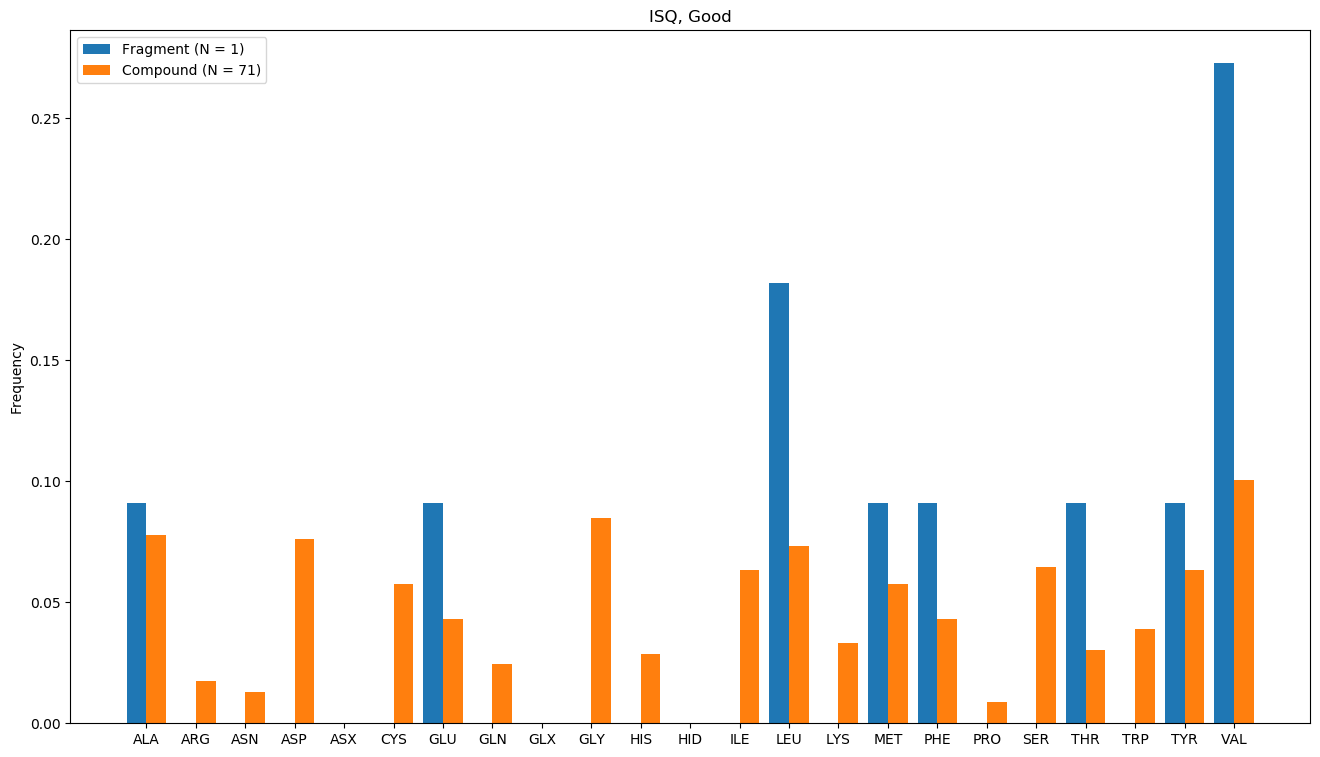 ISQ, Good
Fragment (N = 1)
Compound (N = 71)
Frequency
0.25
0.20
0.15
0.10
0.05
0.00
ALA ARG ASN ASP ASX CYS GLU GLN GLX GLY HIS HID ILE LEU LYS MET PHE PRO SER THR TRP TYR VAL